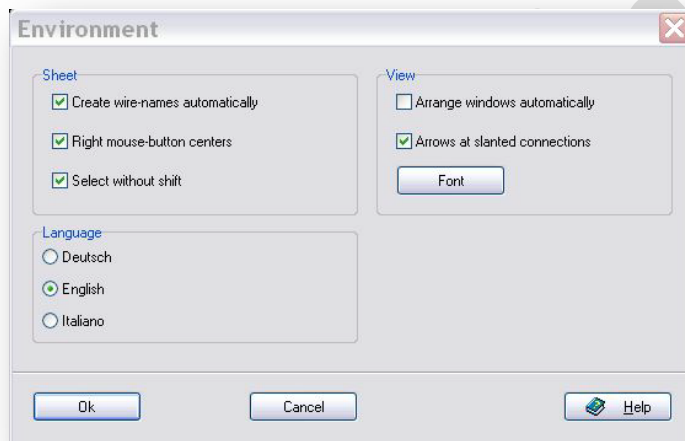 Environment
Sheet
Create wire-names automatically
Right mouse-button centers
Select without shift
View
Arrange windows automatically
Arrows at slanted connections
Font
Language
Deutsch
English
Italiano
Ok
Cancel
Help